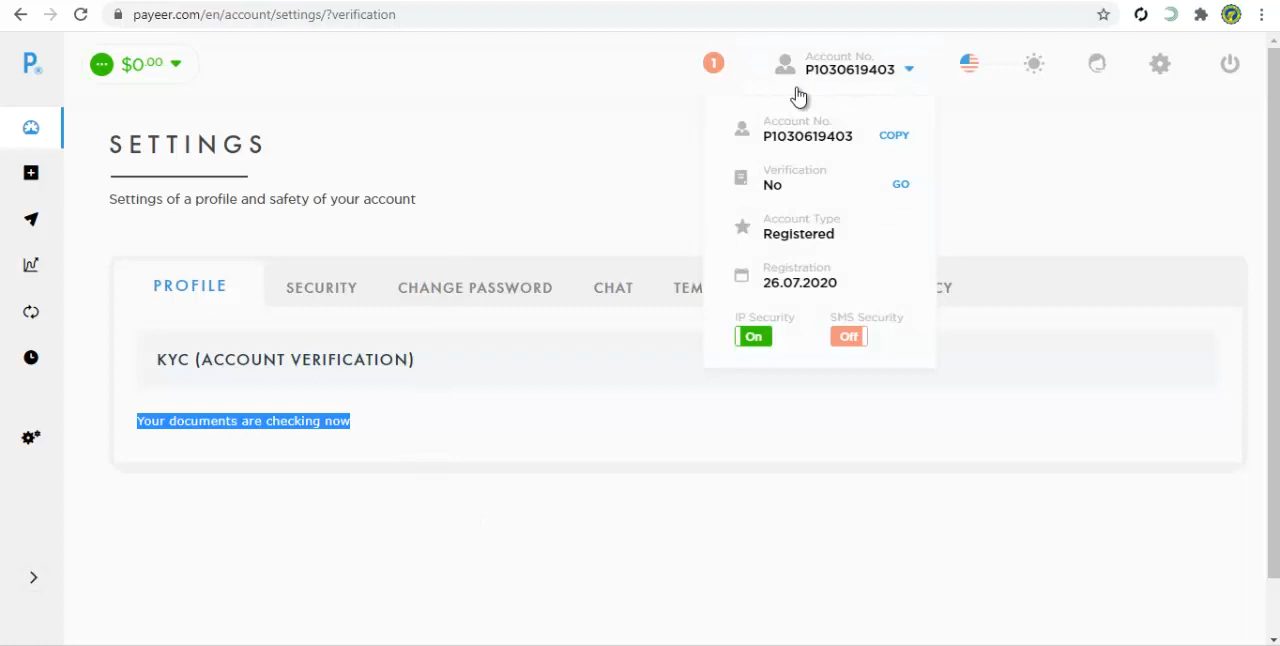 payeer.com/en/account/settings/?verification
P
$0.00
1
Account No.
P1030619403
SETTINGS
Settings of a profile and safety of your account
Account No.
P1030619403
COPY
Verification
No
GO
Account Type
Registered
Registration
26.07.2020
IP Security
SMS Security
On
Off
PROFILE
SECURITY
CHANGE PASSWORD
CHAT
TEM
CY
KYC (ACCOUNT VERIFICATION)
Your documents are checking now